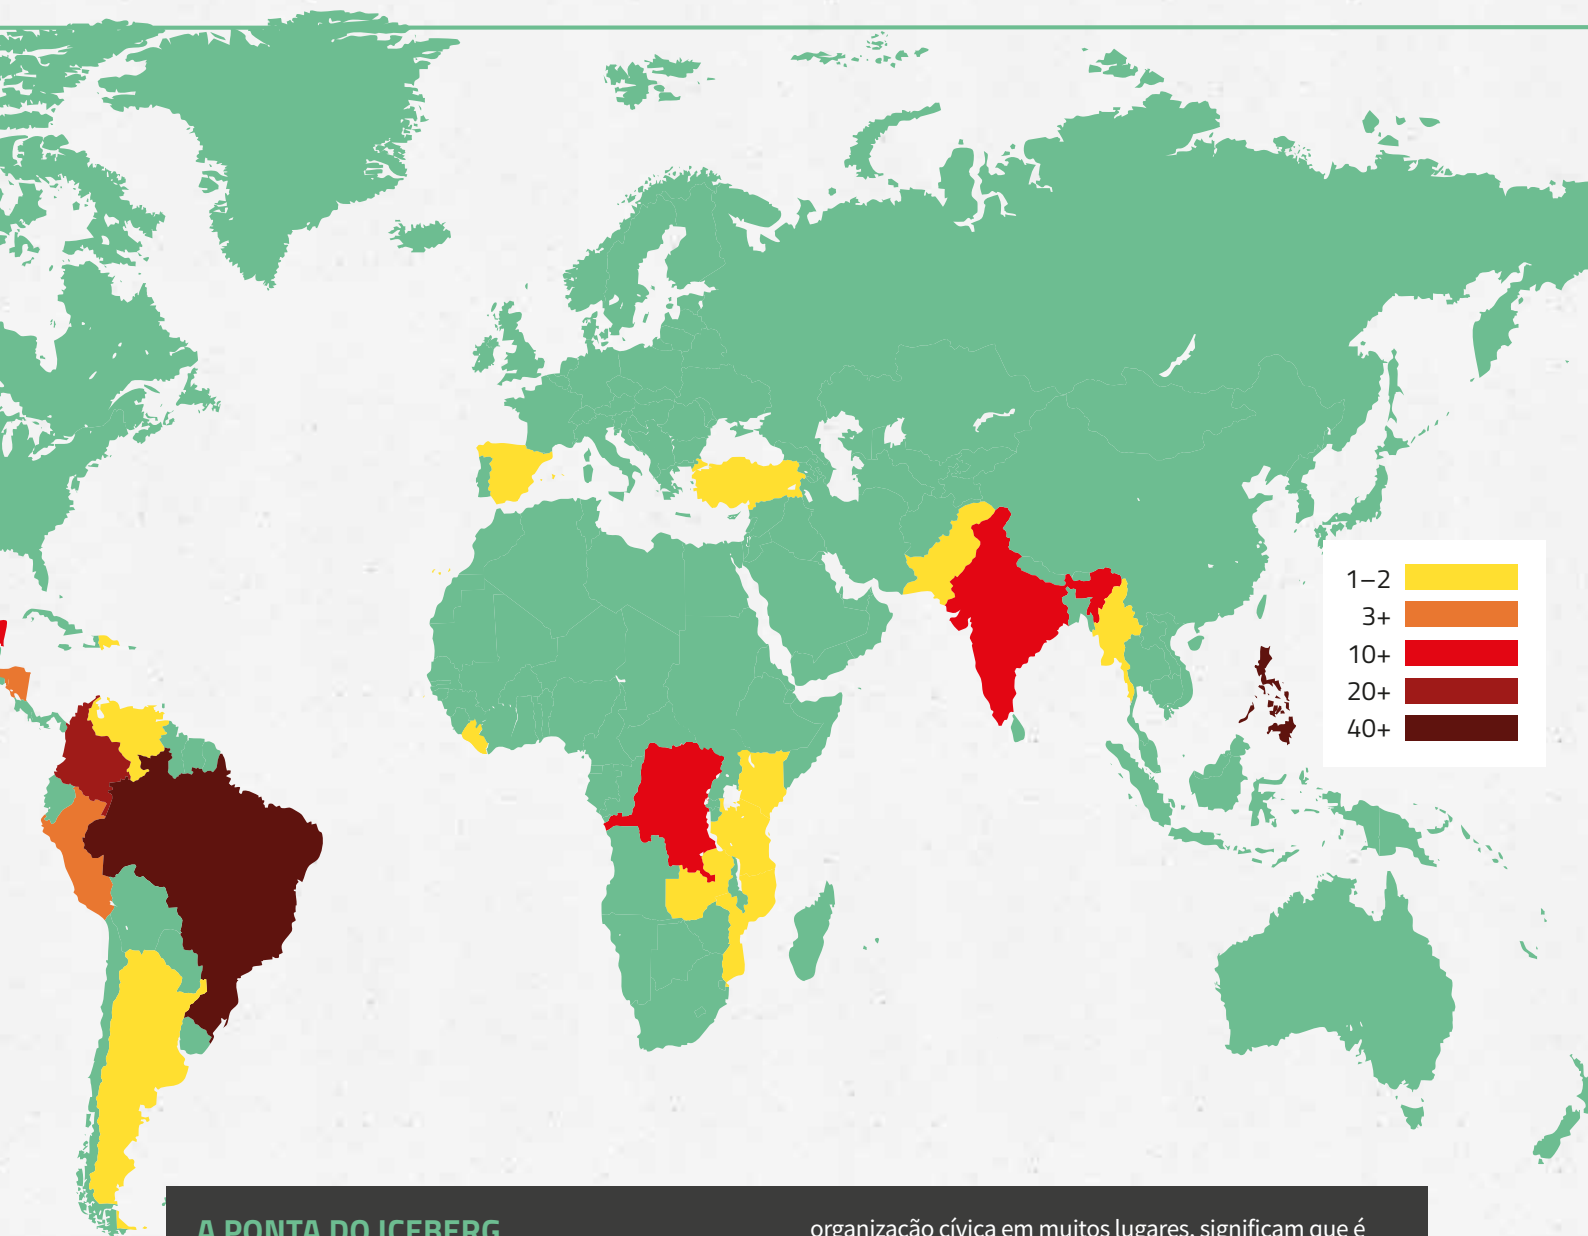 1–2
3+
10+
20+
40+
A PONTA DO ICEBERG
organização cívica em muitos lugares, significam que é